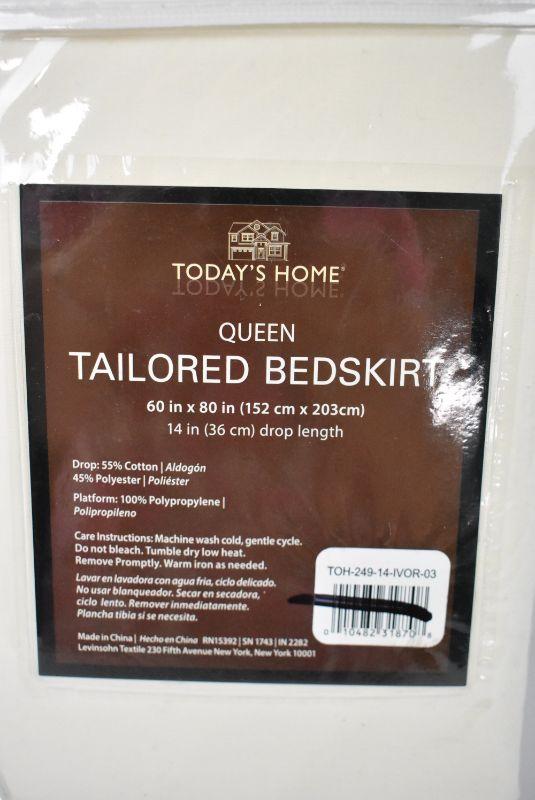 TODAY'S HOME®
QUEEN
TAILORED BEDSKIRT
60 in x 80 in (152 cm x 203cm)
14 in (36 cm) drop length
Drop: 55% Cotton | Aldogón
45% Polyester | Poliéster
Platform: 100% Polypropylene |
Polipropileno
Care Instructions: Machine wash cold, gentle cycle.
Do not bleach. Tumble dry low heat.
Remove Promptly. Warm iron as needed.
Lavar en lavadora con agua fria, ciclo delicado.
No usar blanqueador. Secar en secadora,
ciclo lento. Remover inmediatamente.
Plancha tibia si se necesita.
Made in China | Hecho en China RN15392 | SN 1743 | IN 2282
Levinsohn Textile 230 Fifth Avenue New York, New York 10001
TOH-249-14-IVOR-03
0 10482 31870 8